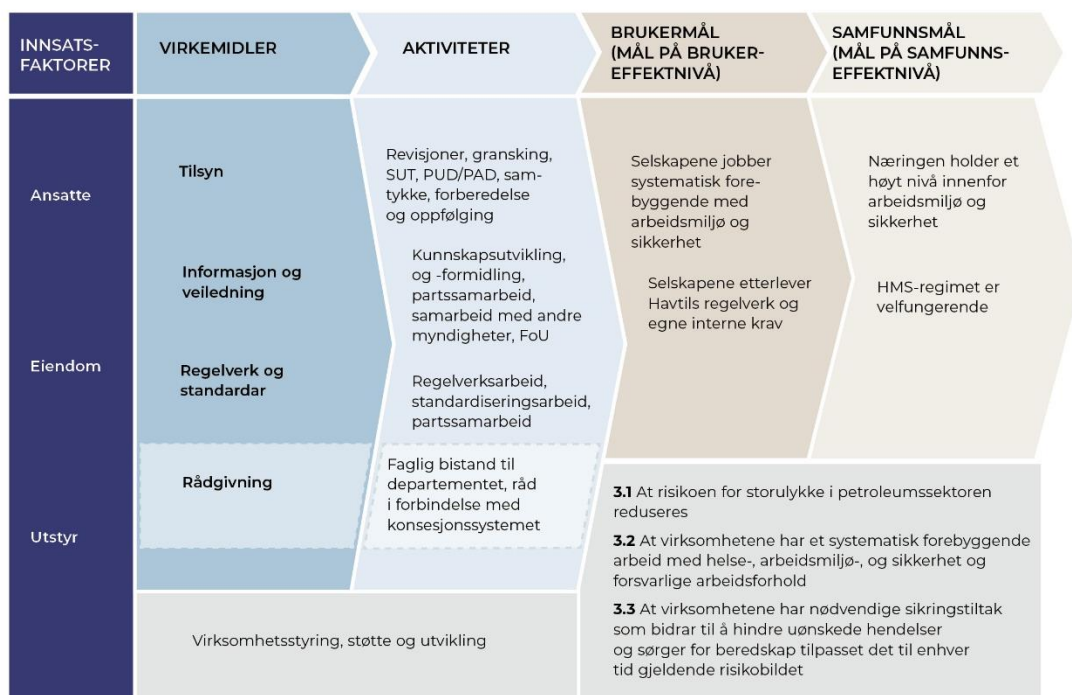 INNSATS-
FAKTORER
VIRKEMIDLER
AKTIVITETER
BRUKERMÅL
(MÅL PÅ BRUKER-
EFFEKTNIVÅ)
SAMFUNNSMÅL
(MÅL PÅ SAMFUNNS-
EFFEKTNIVÅ)
Ansatte
Eiendom
Utstyr
Tilsyn
Informasjon og
veiledning
Regelverk og
standardar
Rådgivning
Revisjoner, gransking,
SUT, PUD/PAD, sam-
tykke, forberedelse
og oppfølging
Kunnskapsutvikling,
og -formidling,
partssamarbeid,
samarbeid med andre
myndigheter, FoU
Regelverksarbeid,
standardiseringsarbeid,
partssamarbeid
Faglig bistand til
departementet, råd
i forbindelse med
konsesjonssystemet
Selskapene jobber
systematisk fore-
byggende med
arbeidsmiljø og
sikkerhet
Selskapene etterlever
Havtils regelverk og
egne interne krav
Næringen holder et
høyt nivå innenfor
arbeidsmiljø og
sikkerhet
HMS-regimet er
velfungerende
Virksomhetsstyring, støtte og utvikling
3.1 At risikoen for storulykke i petroleumssektoren
reduseres
3.2 At virksomhetene har et systematisk forebyggende
arbeid med helse-, arbeidsmiljø-, og sikkerhet og
forsvarlige arbeidsforhold
3.3 At virksomhetene har nødvendige sikringstiltak
som bidrar til å hindre uønskede hendelser
og sørger for beredskap tilpasset det til enhver
tid gjeldende risikobildet